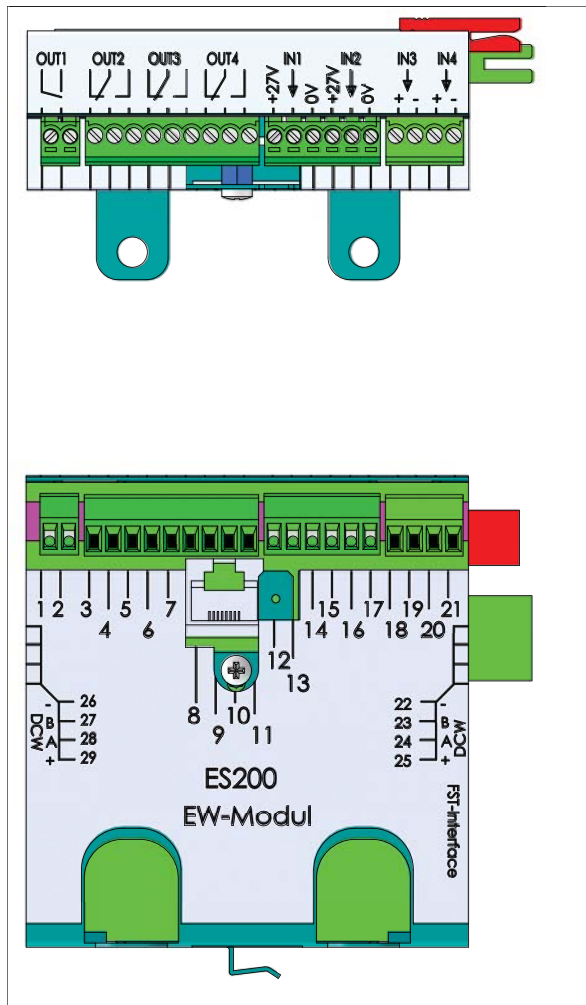 OUT1 OUT2 OUT3 OUT4 IN1 IN2 IN3 IN4
+27V 0V +27V 0V + - + -
1 2 3 4 5 6 7 8 9 10 11 12 13 14 15 16 17 18 19 20 21
- 26
B 27
A 28
+ 29
DCW
22 -
23 B
24 A
25 +
DCW
ES200
EW-Modul
FST-Interface